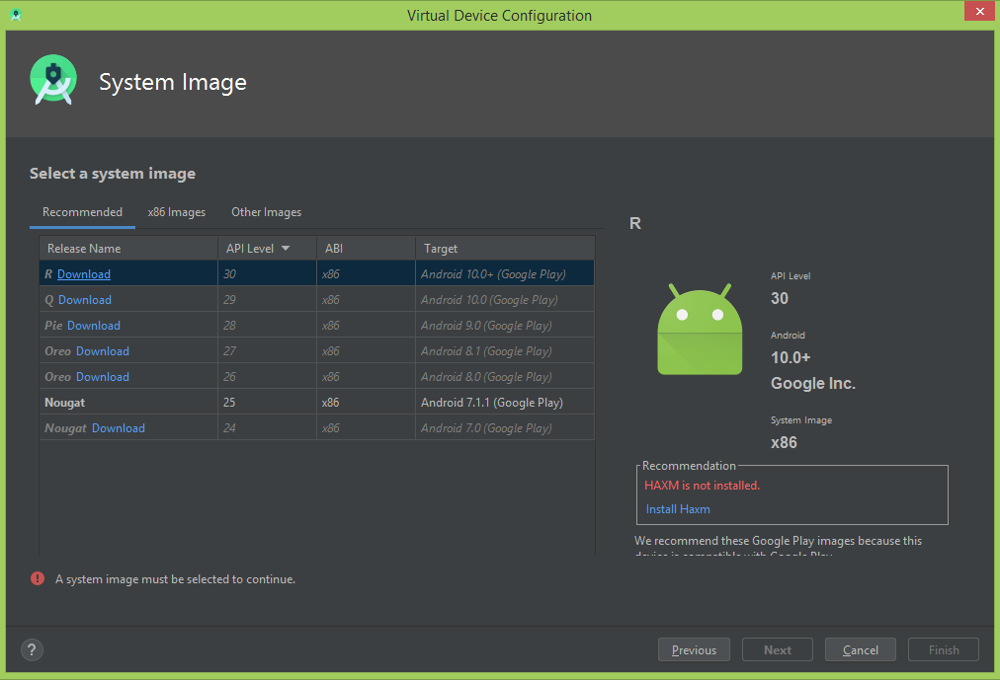 Virtual Device Configuration
System Image
Select a system image
Recommended x86 Images Other Images
Release Name API Level ABI Target
R Download 30 x86 Android 10.0+ (Google Play)
Q Download 29 x86 Android 10.0 (Google Play)
Pie Download 28 x86 Android 9.0 (Google Play)
Oreo Download 27 x86 Android 8.1 (Google Play)
Oreo Download 26 x86 Android 8.0 (Google Play)
Nougat 25 x86 Android 7.1.1 (Google Play)
Nougat Download 24 x86 Android 7.0 (Google Play)
R
API Level
30
Android
10.0+
Google Inc.
System Image
x86
Recommendation
HAXM is not installed.
Install Haxm
We recommend these Google Play images because this
device is compatible with Google Play.
! A system image must be selected to continue.
? Previous Next Cancel Finish